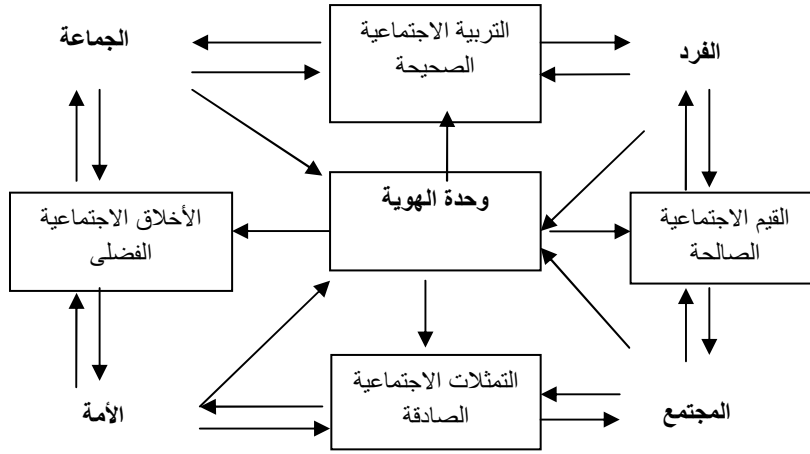 التربية الاجتماعية
الصحيحة
الفرد
الجماعة
وحدة الهوية
القيم الاجتماعية
الصالحة
الأخلاق الاجتماعية
الفضلى
التمثلات الاجتماعية
الصادقة
المجتمع
الأمة